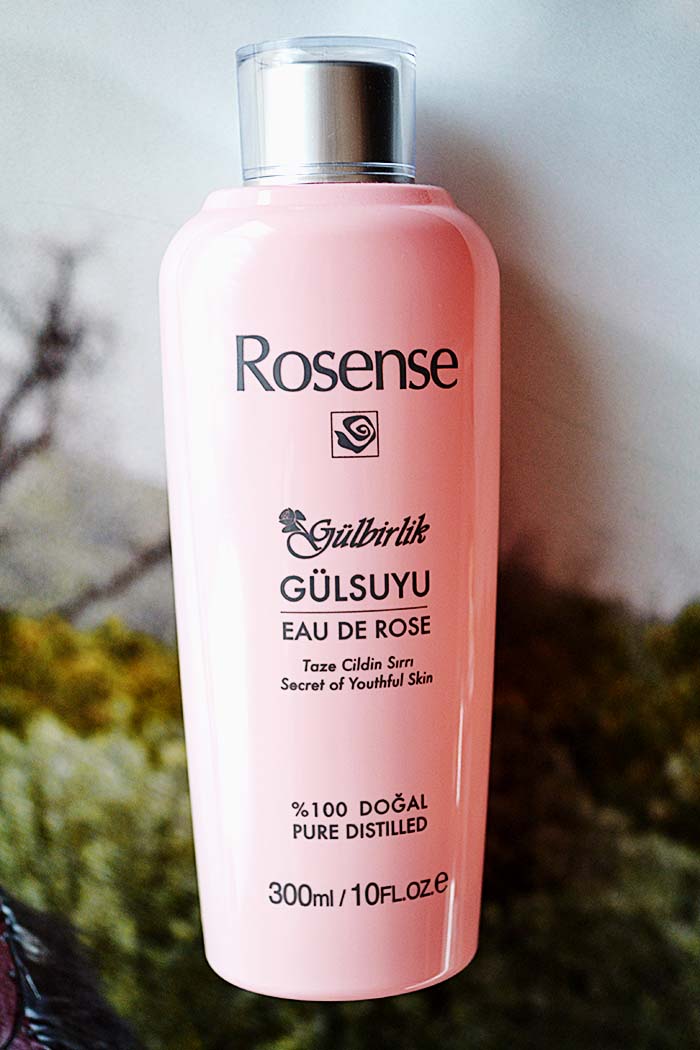 Rosense
Gülbirlik
GÜLSUYU
EAU DE ROSE
Taze Cildin Sırrı
Secret of Youthful Skin
%100 DOĞAL
PURE DISTILLED
300ml / 10FL.OZ.e